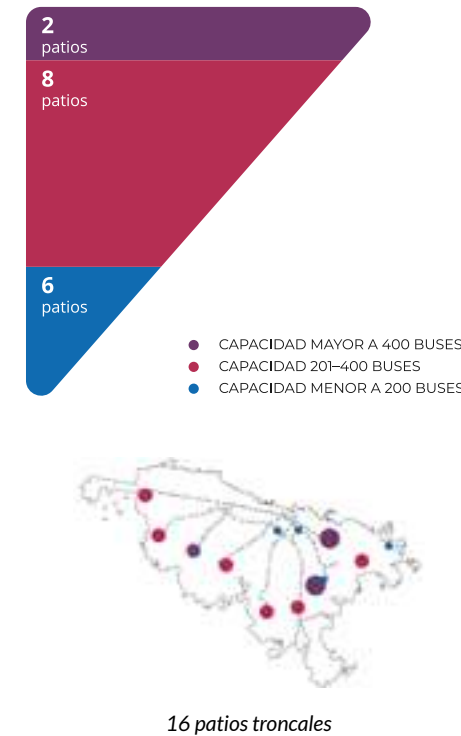 2
patios
8
patios
6
patios
CAPACIDAD MAYOR A 400 BUSES
CAPACIDAD 201–400 BUSES
CAPACIDAD MENOR A 200 BUSES
16 patios troncales